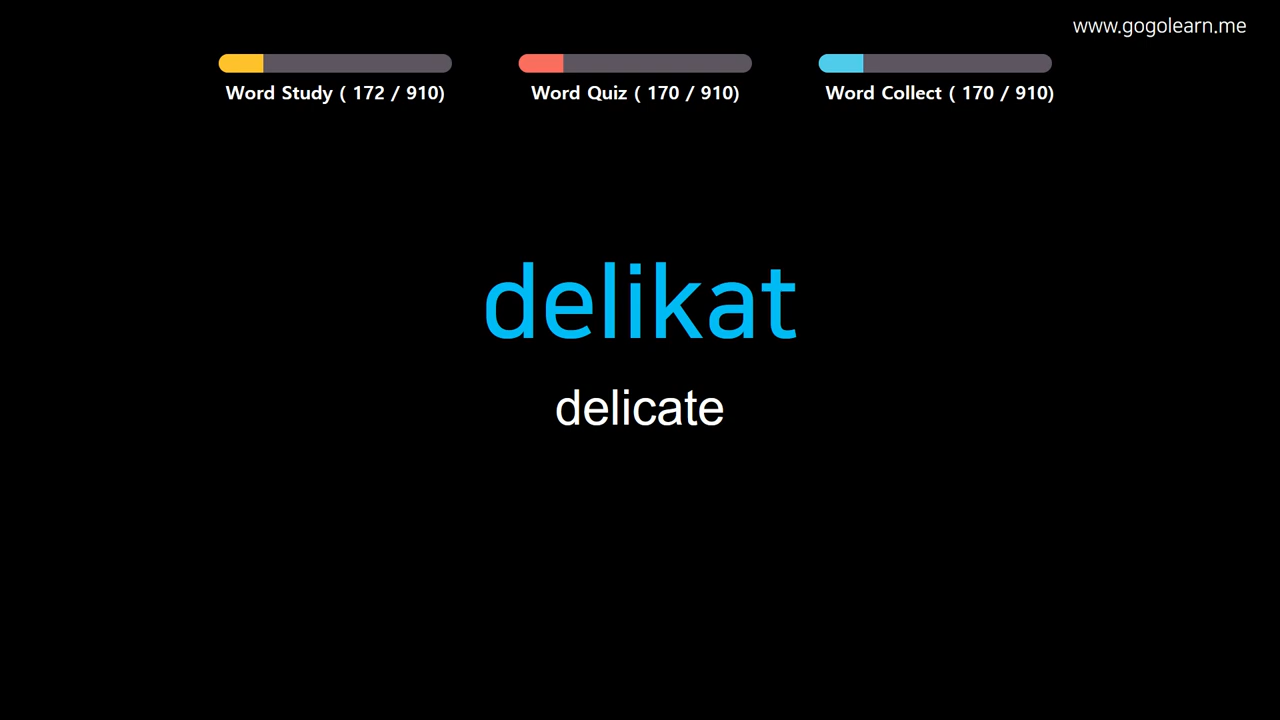 www.gogolearn.me
Word Study ( 172 / 910)
Word Quiz ( 170 / 910)
Word Collect ( 170 / 910)
delikat
delicate